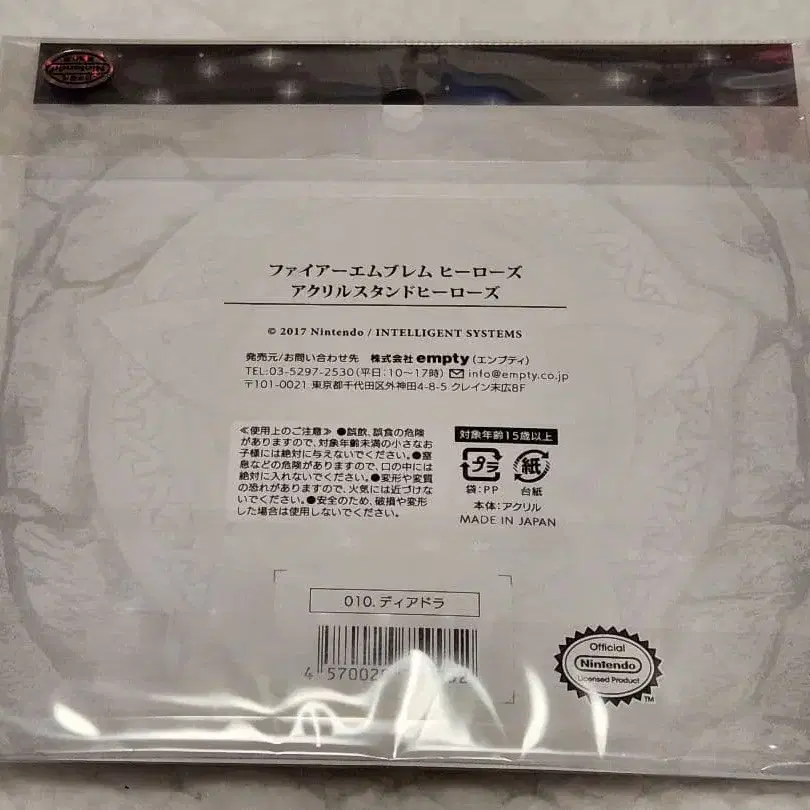 ファイアーエムブレム ヒーローズ
アクリルスタンドヒーローズ
© 2017 Nintendo / INTELLIGENT SYSTEMS
発売元/お問い合わせ先 株式会社empty(エンプティ)
TEL:03-5297-2530(平日:10~17時) info@empty.co.jp
〒101-0021 東京都千代田区外神田4-8-5 クレイン末広8F
≪使用上のご注意≫ ●誤飲、誤食の危険
がありますので、対象年齢未満の小さなお
子様には絶対に与えないでください。●窒
息などの危険がありますので、口の中には
絶対に入れないでください。●変形や変質
の恐れがありますので、火気には近づけな
いでください。●安全のため、破損や変形
した場合は使用しないでください。
対象年齢15歳以上
プラ 紙
袋:PP 台紙
本体:アクリル
MADE IN JAPAN
010.ディアドラ
Official
Nintendo
Licensed Product
TM